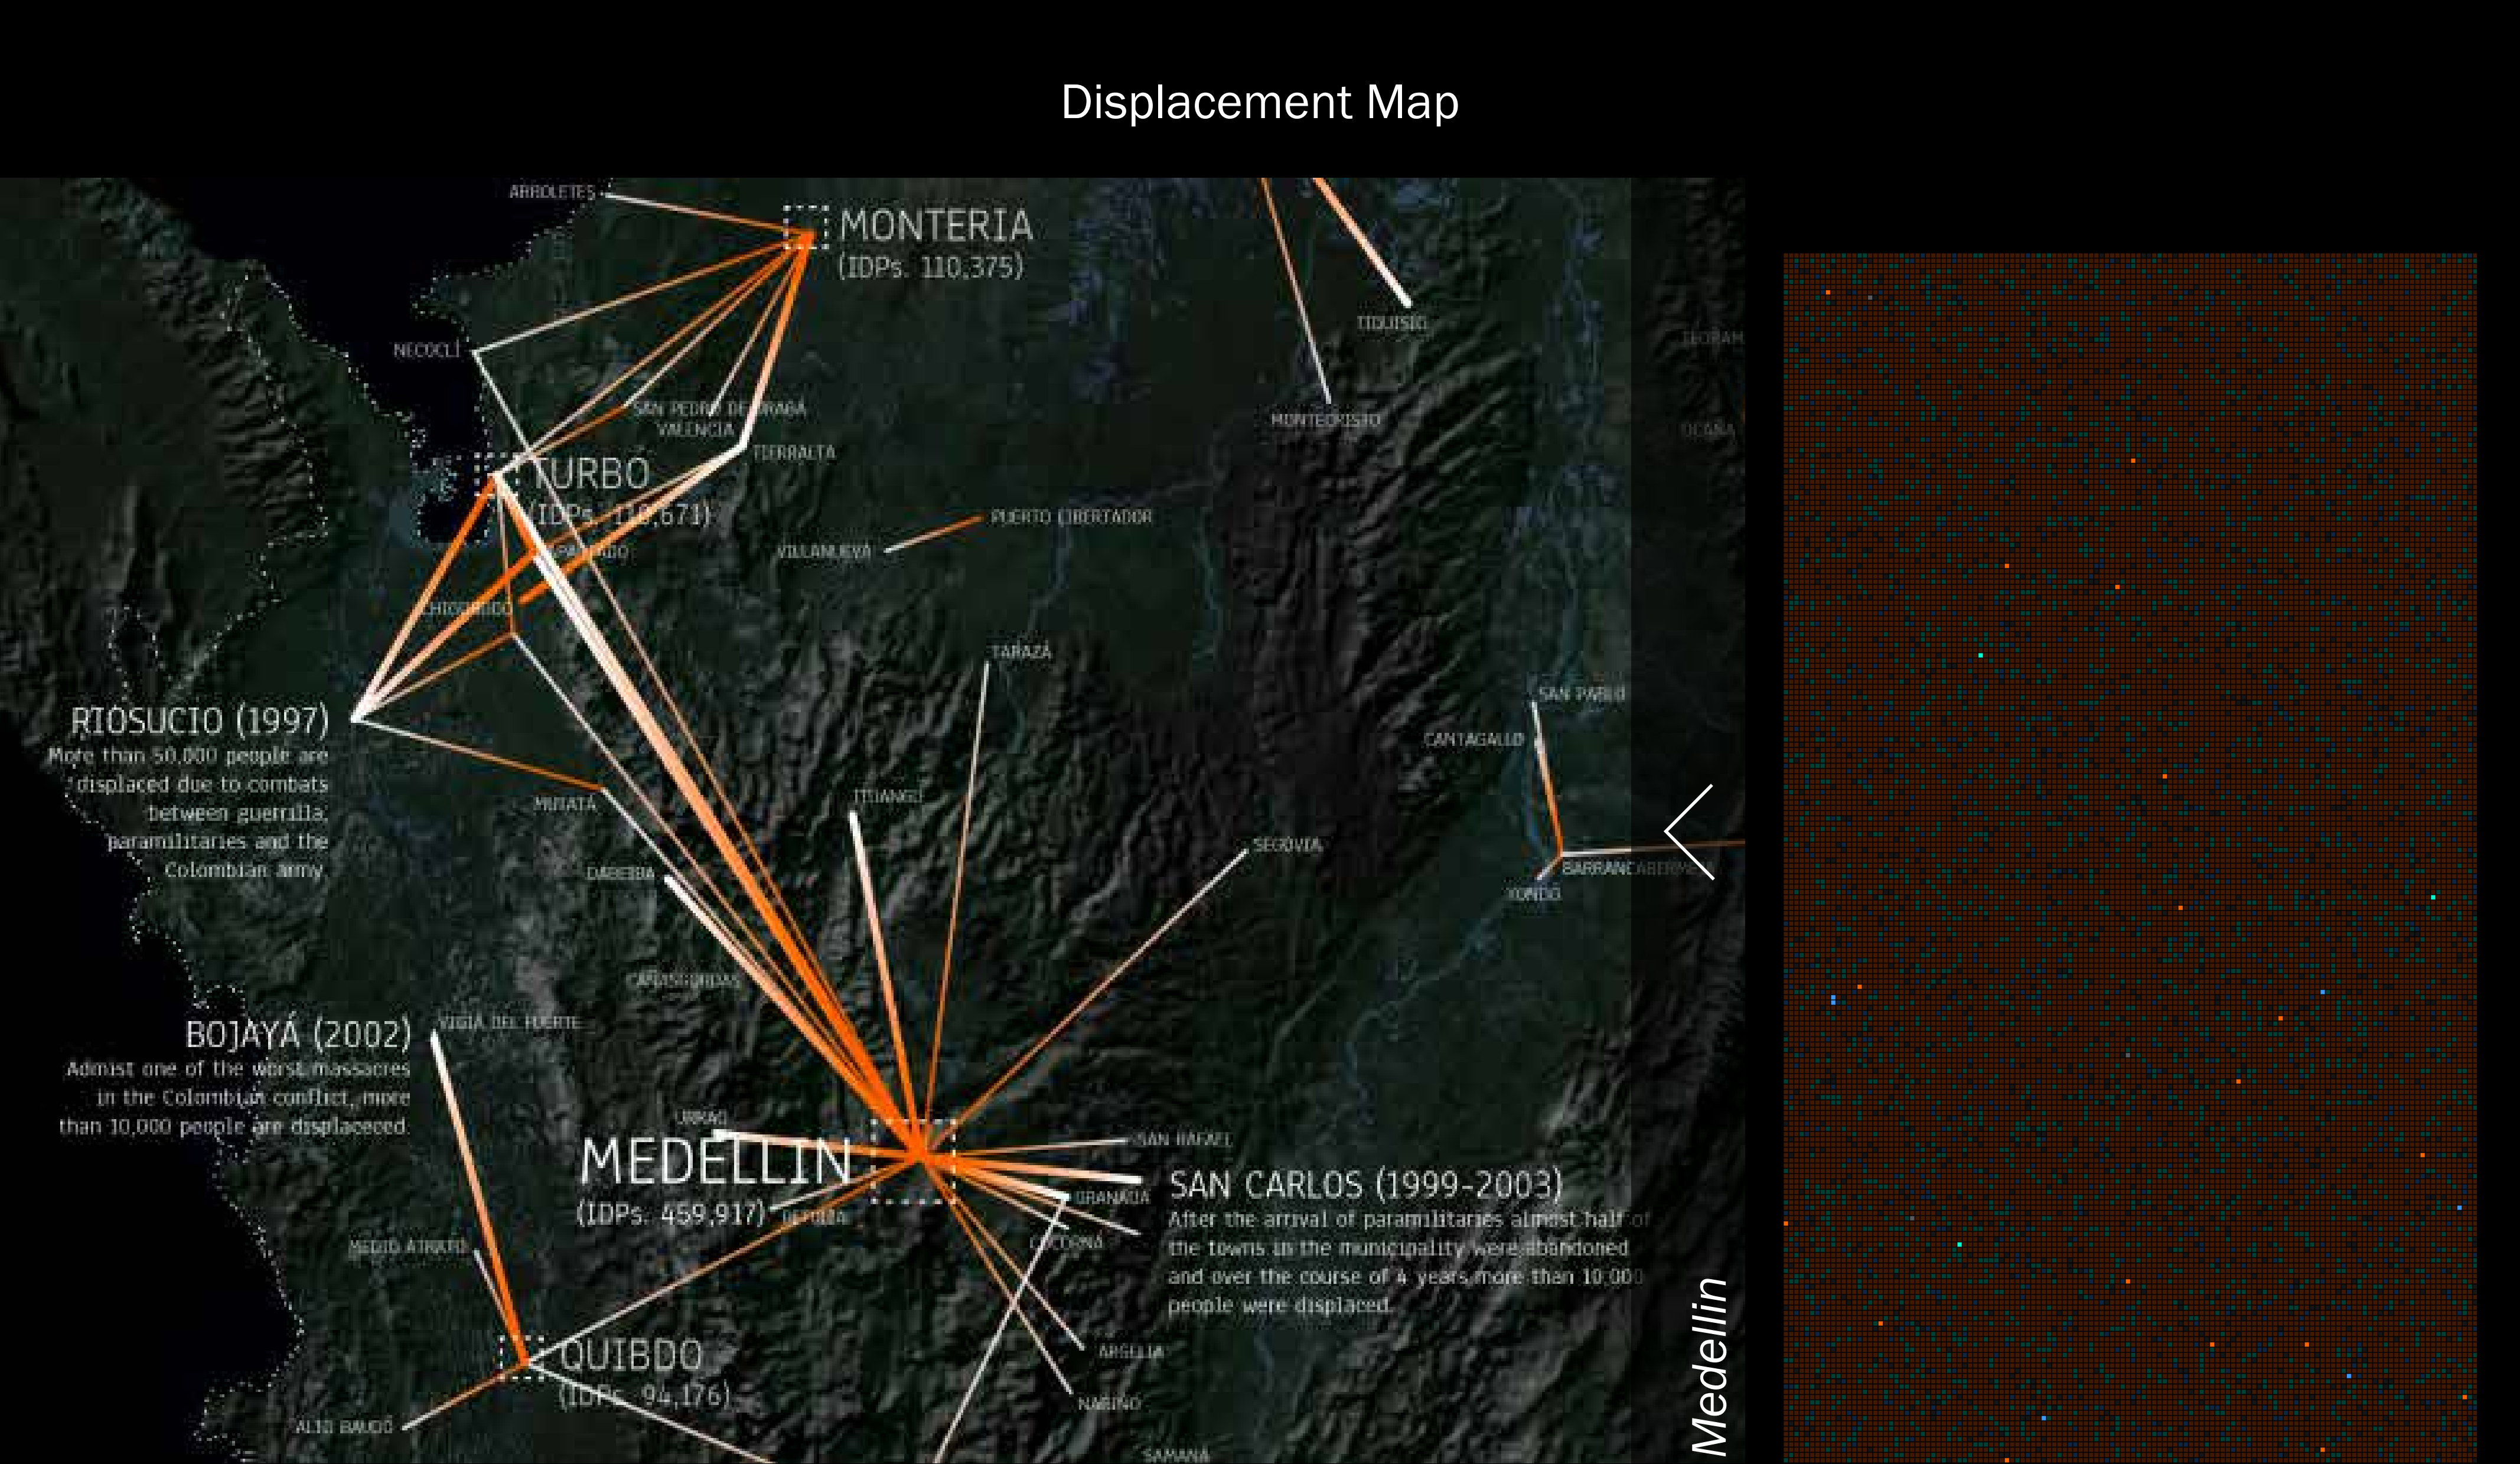 Displacement Map
ARBOLETES
MONTERIA
(IDPs. 110,375)
TIQUISIO
NECOCLÍ
MONTECRISTO
VALENCIA
TIERRALTA
TURBO
PUERTO LIBERTADOR
VILLANUEVA
TARAZÁ
SAN PABLO
RIOSUCIO (1997)
More than 50,000 people are
displaced due to combats
between guerrilla,
paramilitaries and the
Colombian army.
CANTAGALLO
MUTATÁ
ITUANGO
SEGOVIA
DABEIBA
YONDÓ
OCAÑA
BOJAYÁ (2002)
Admist one of the worst massacres
in the Colombian conflict, more
than 10,000 people are displaceced.
VIGÍA DEL FUERTE
URRAO
MEDELLIN
(IDPs. 459,917)
SAN RAFAEL
GRANADA
COCORNÁ
SAN CARLOS (1999-2003)
After the arrival of paramilitaries almost half of
the towns in the municipality were abandoned
and over the course of 4 years more than 10,000
people were displaced.
MEDIO ATRATO
QUIBDO
(IDPs. 94,176)
ALTO BAUDÓ
ARGELIA
NARIÑO
SAMANÁ
Medellin